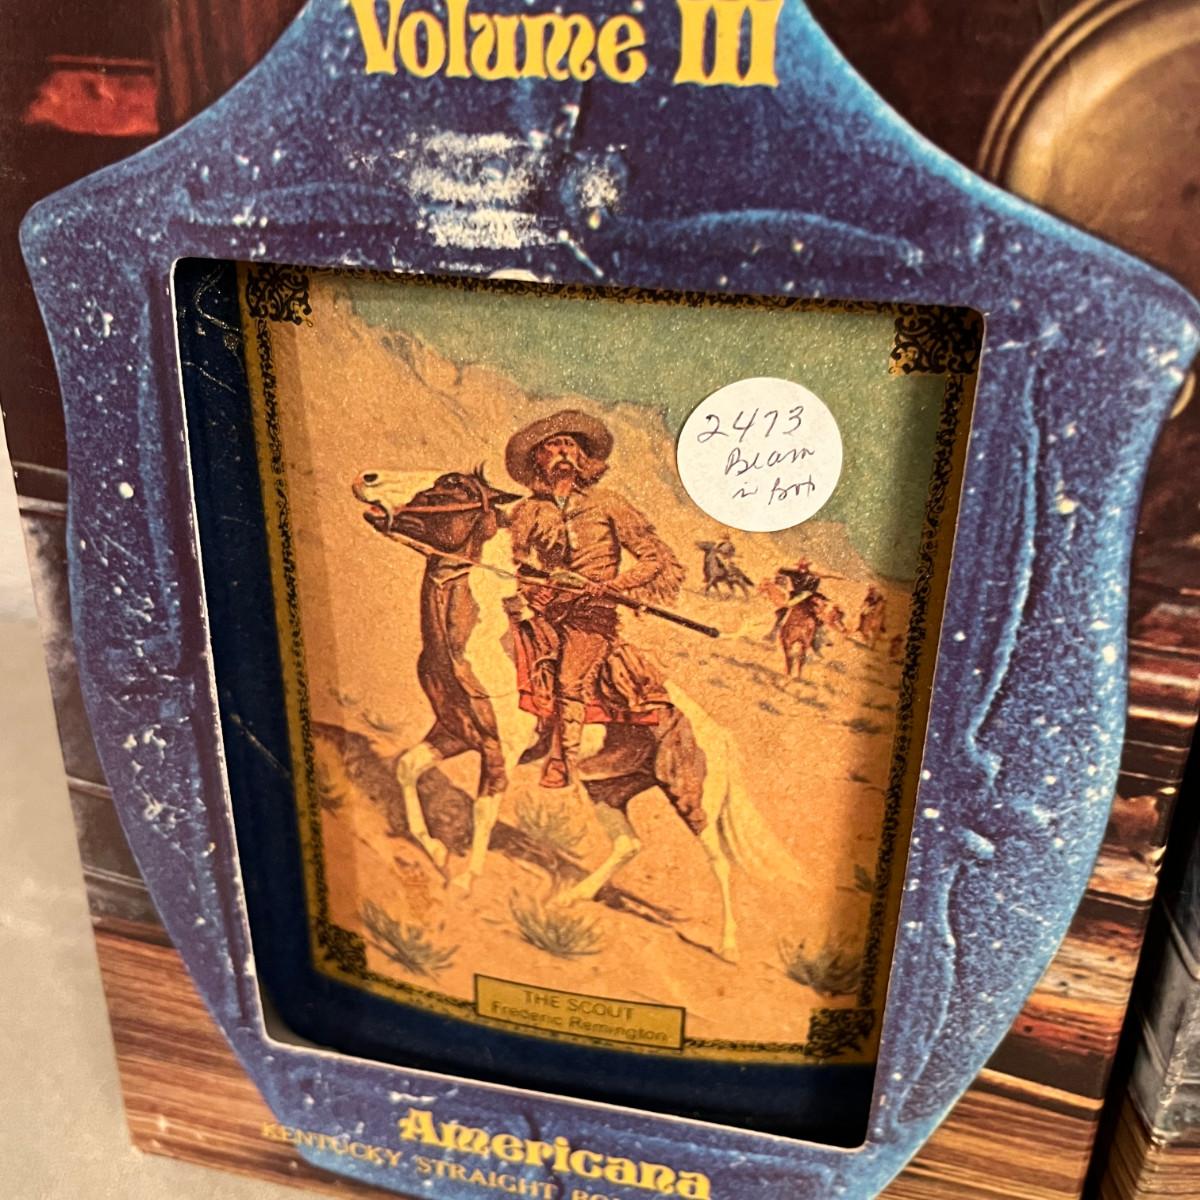 Volume III
2473
Beam
in Box
THE SCOUT
Frederic Remington
Americana
KENTUCKY STRAIGHT